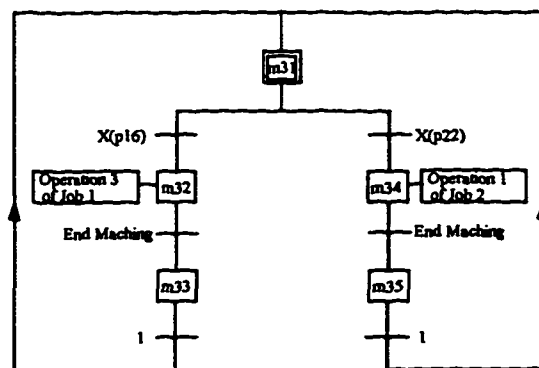 m31
X(p16)
X(p22)
Operation 3
of Job 1
m32
m34
Operation 1
of Job 2
End Maching
End Maching
m33
m35
1
1